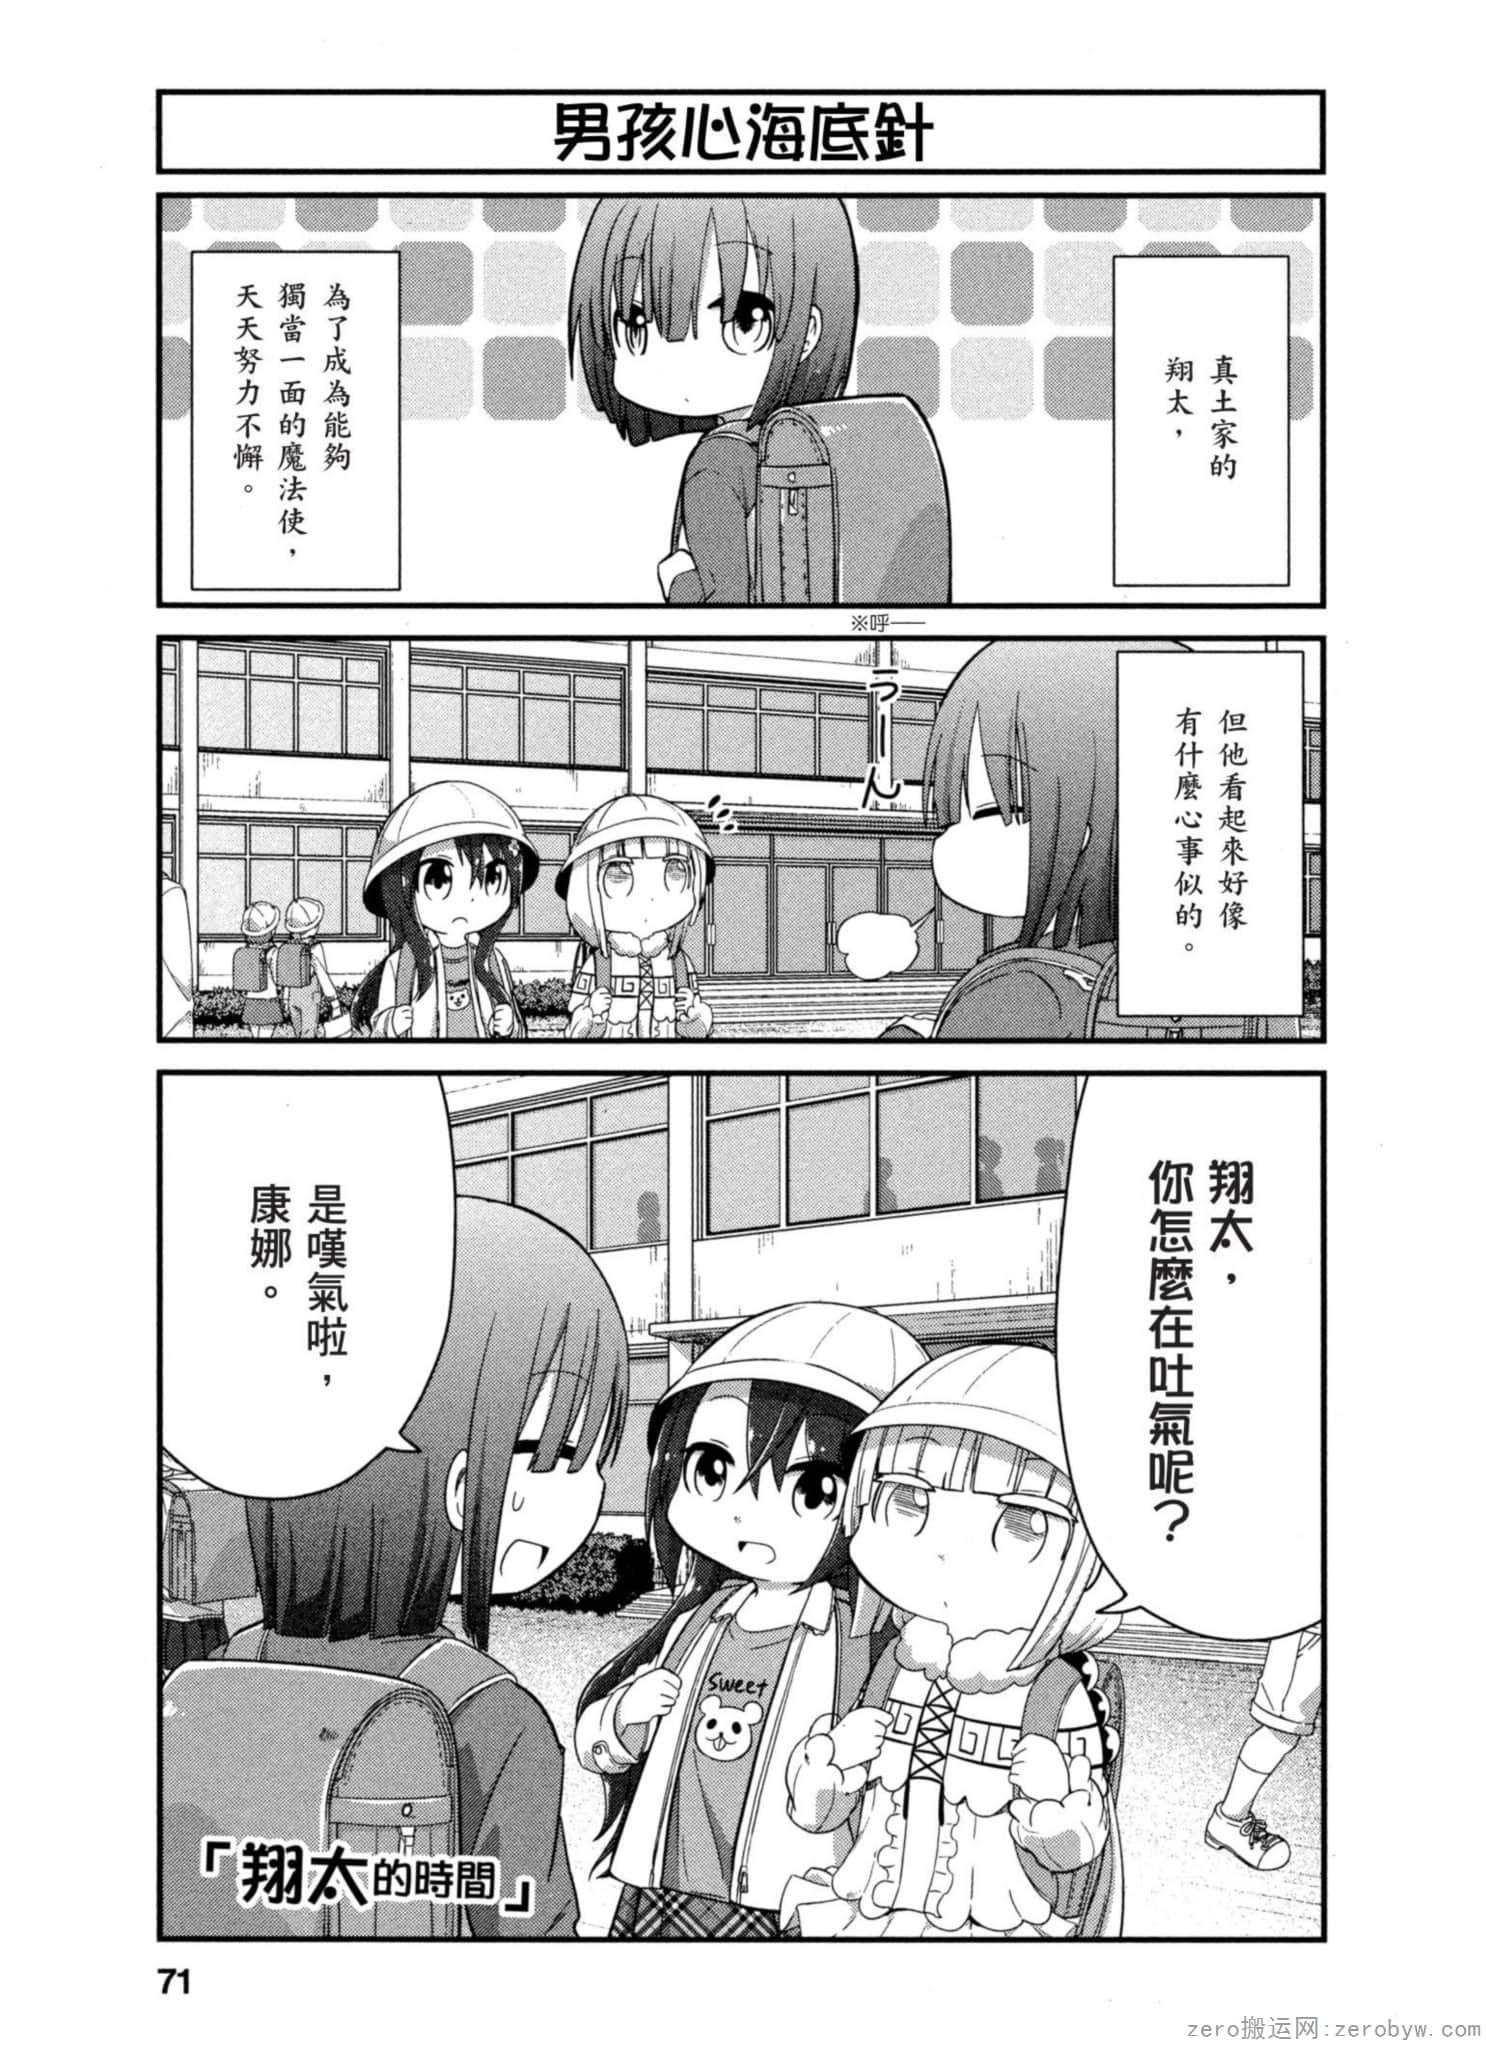 男孩心海底針
真土家的
翔太，
為了成為能夠
獨當一面的魔法使，
天天努力不懈。
※呼——
但他看起來好像
有什麼心事似的。
うーん
翔太，
你怎麼在吐氣呢？
是嘆氣啦，
康娜。
Sweet
「翔太的時間」
71
zero搬运网:zerobyw.com